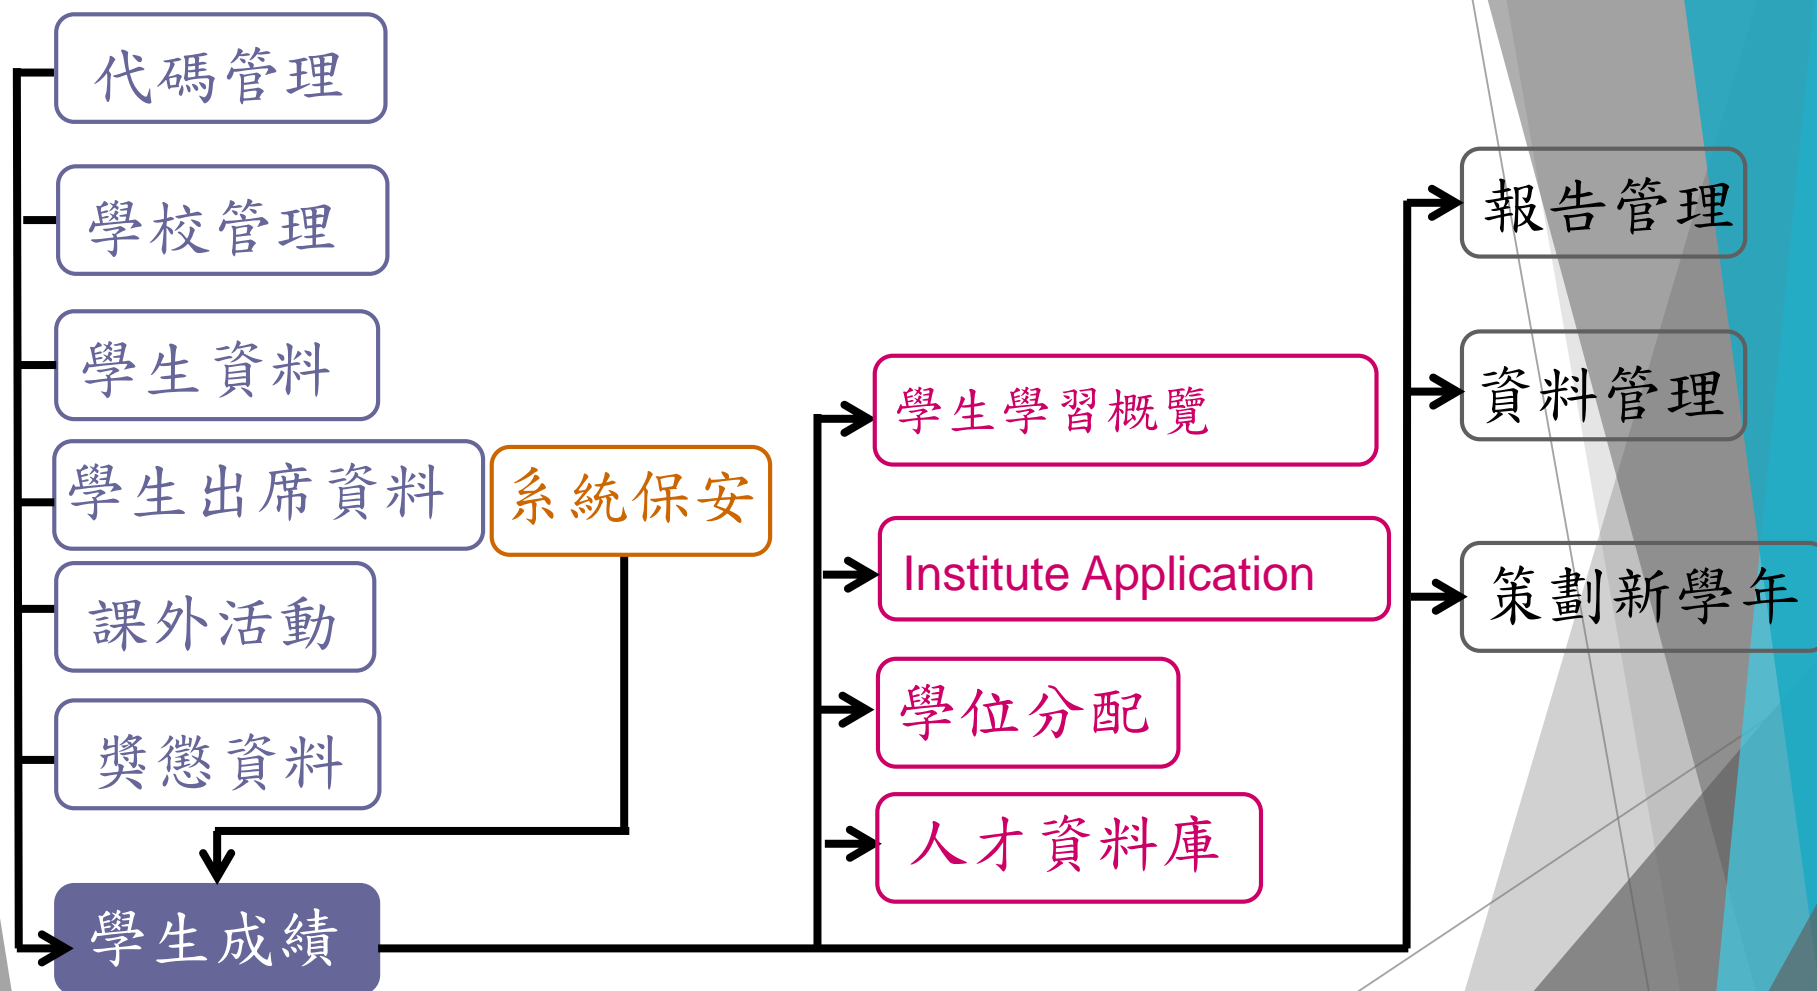 代碼管理
學校管理
學生資料
學生出席資料
系統保安
課外活動
獎懲資料
學生成績
學生學習概覽
Institute Application
學位分配
人才資料庫
報告管理
資料管理
策劃新學年